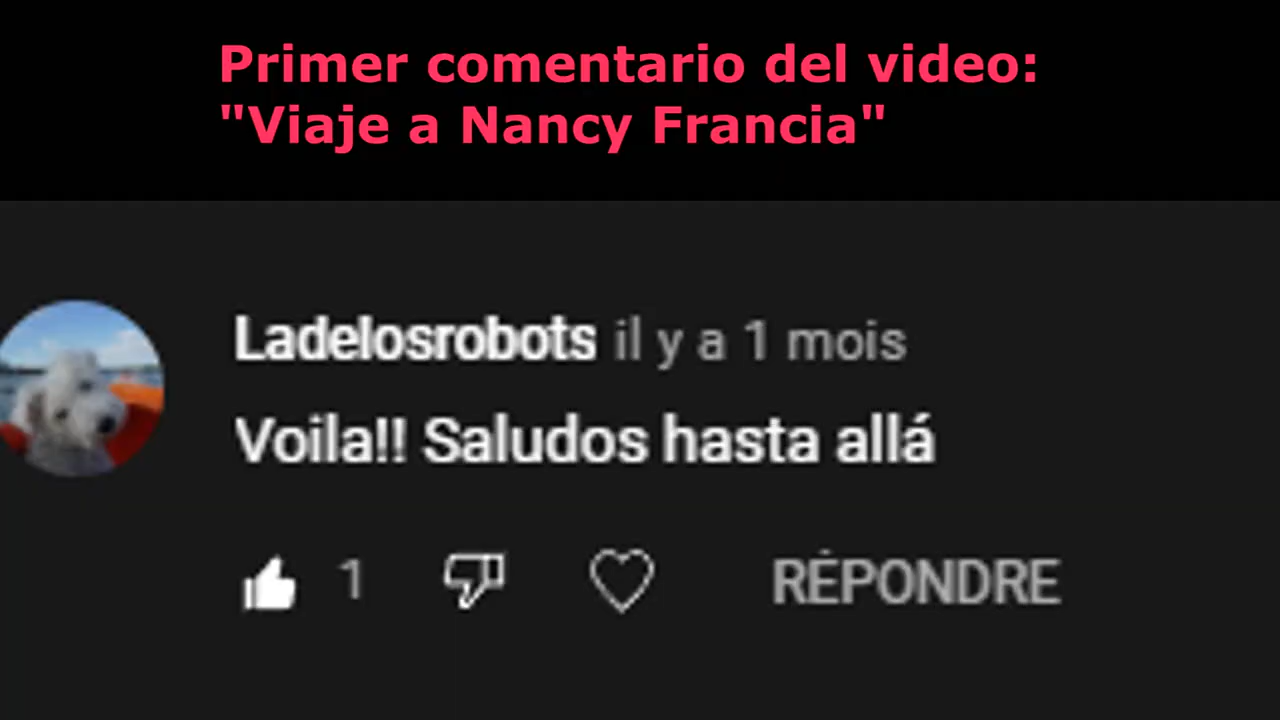 Primer comentario del video:
"Viaje a Nancy Francia"
Ladelosrobots il y a 1 mois
Voila!! Saludos hasta allá
1 RÉPONDRE